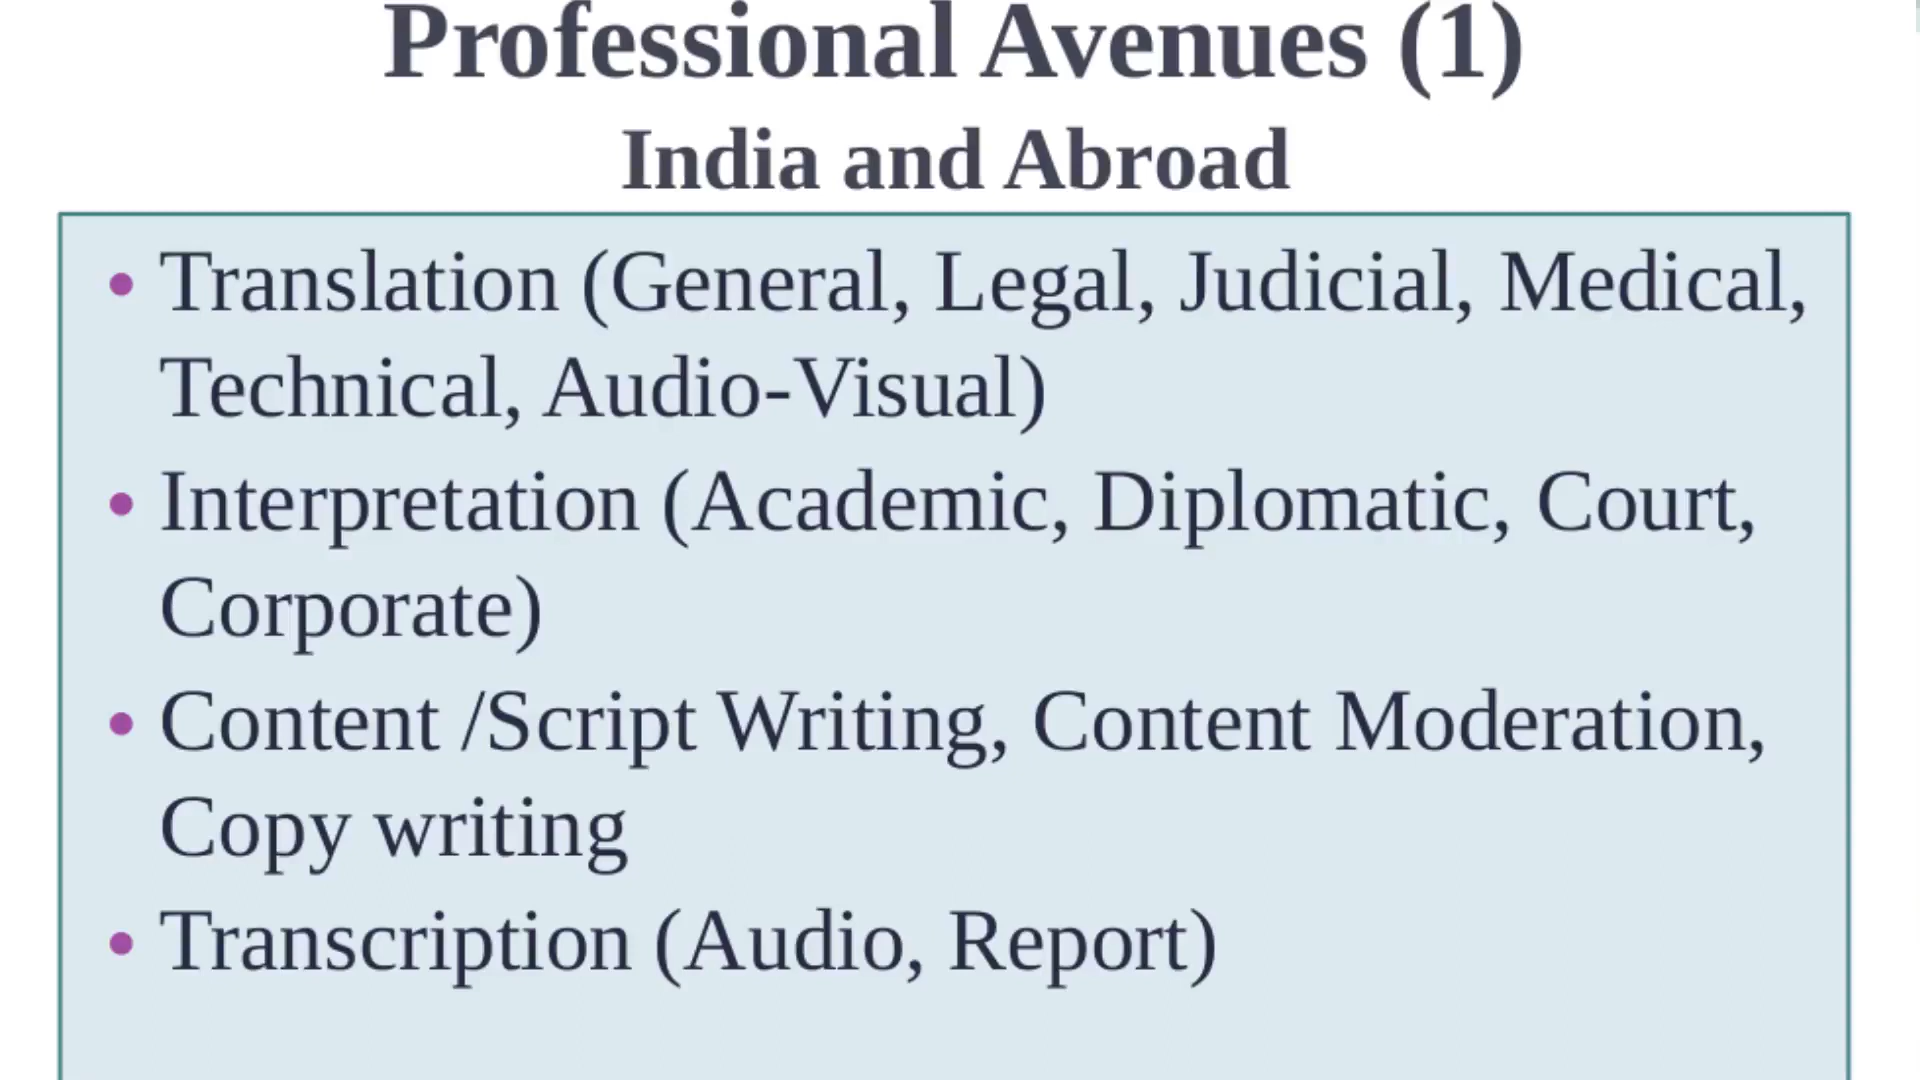 Professional Avenues (1)
India and Abroad
• Translation (General, Legal, Judicial, Medical,
Technical, Audio-Visual)
• Interpretation (Academic, Diplomatic, Court,
Corporate)
• Content /Script Writing, Content Moderation,
Copy writing
• Transcription (Audio, Report)